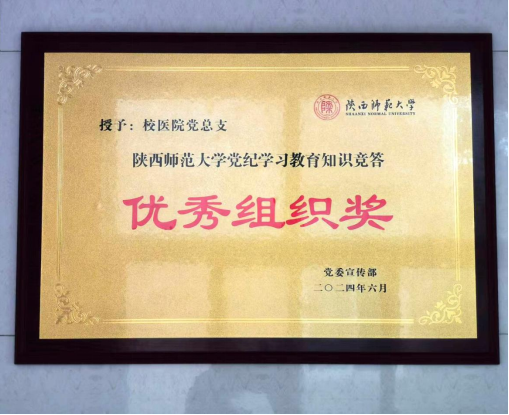 陕西师范大学
SHAANXI NORMAL UNIVERSITY
授予：校医院党总支
陕西师范大学党纪学习教育知识竞答
优秀组织奖
党委宣传部
二〇二四年六月